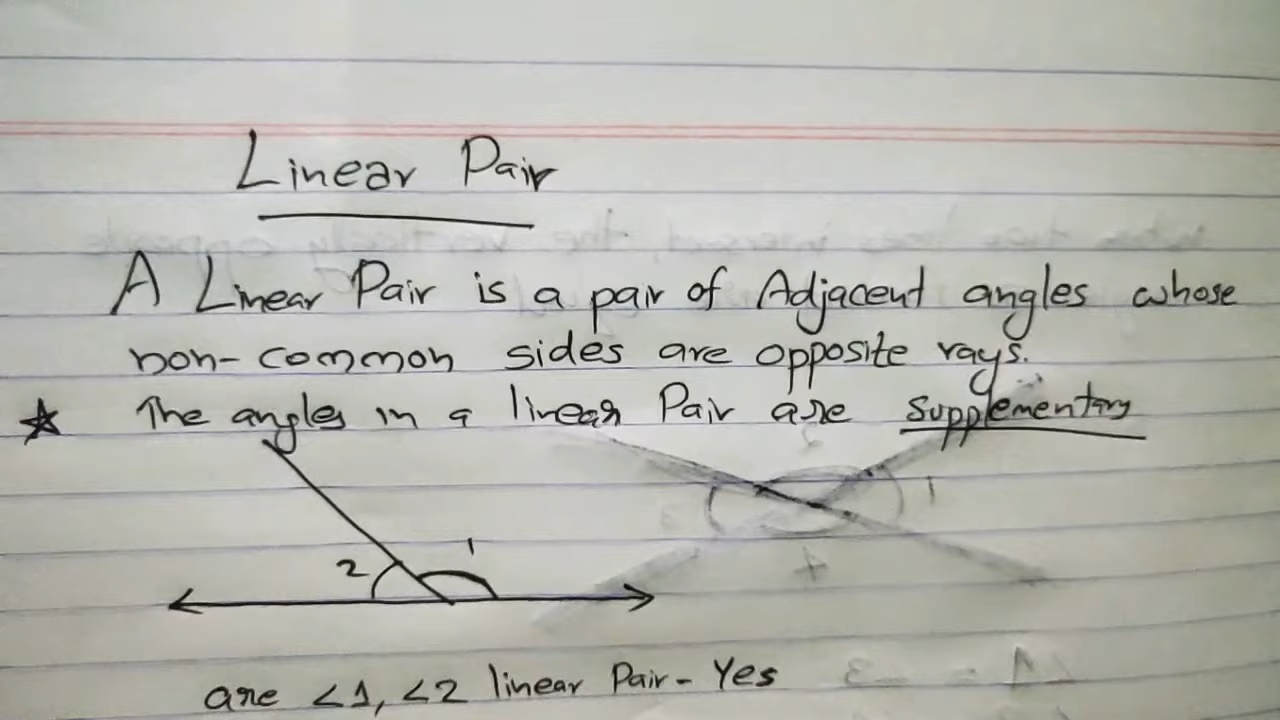 Linear Pair
A Linear Pair is a pair of Adjacent angles whose
non-common sides are opposite rays.
☆ The angles in a linear Pair are Supplementary
2 1
are ∠1, ∠2 linear Pair - Yes